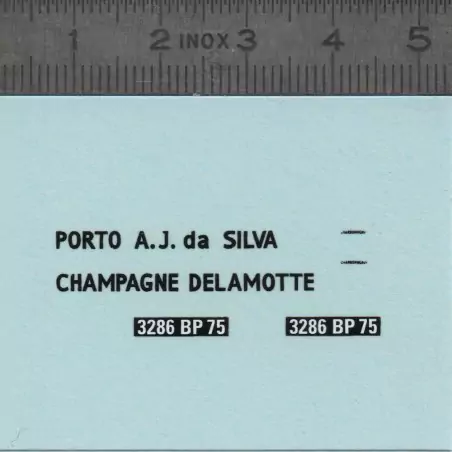 1 2 INOX 3 4 5
PORTO A.J. da SILVA
CHAMPAGNE DELAMOTTE
3286 BP 75 3286 BP 75